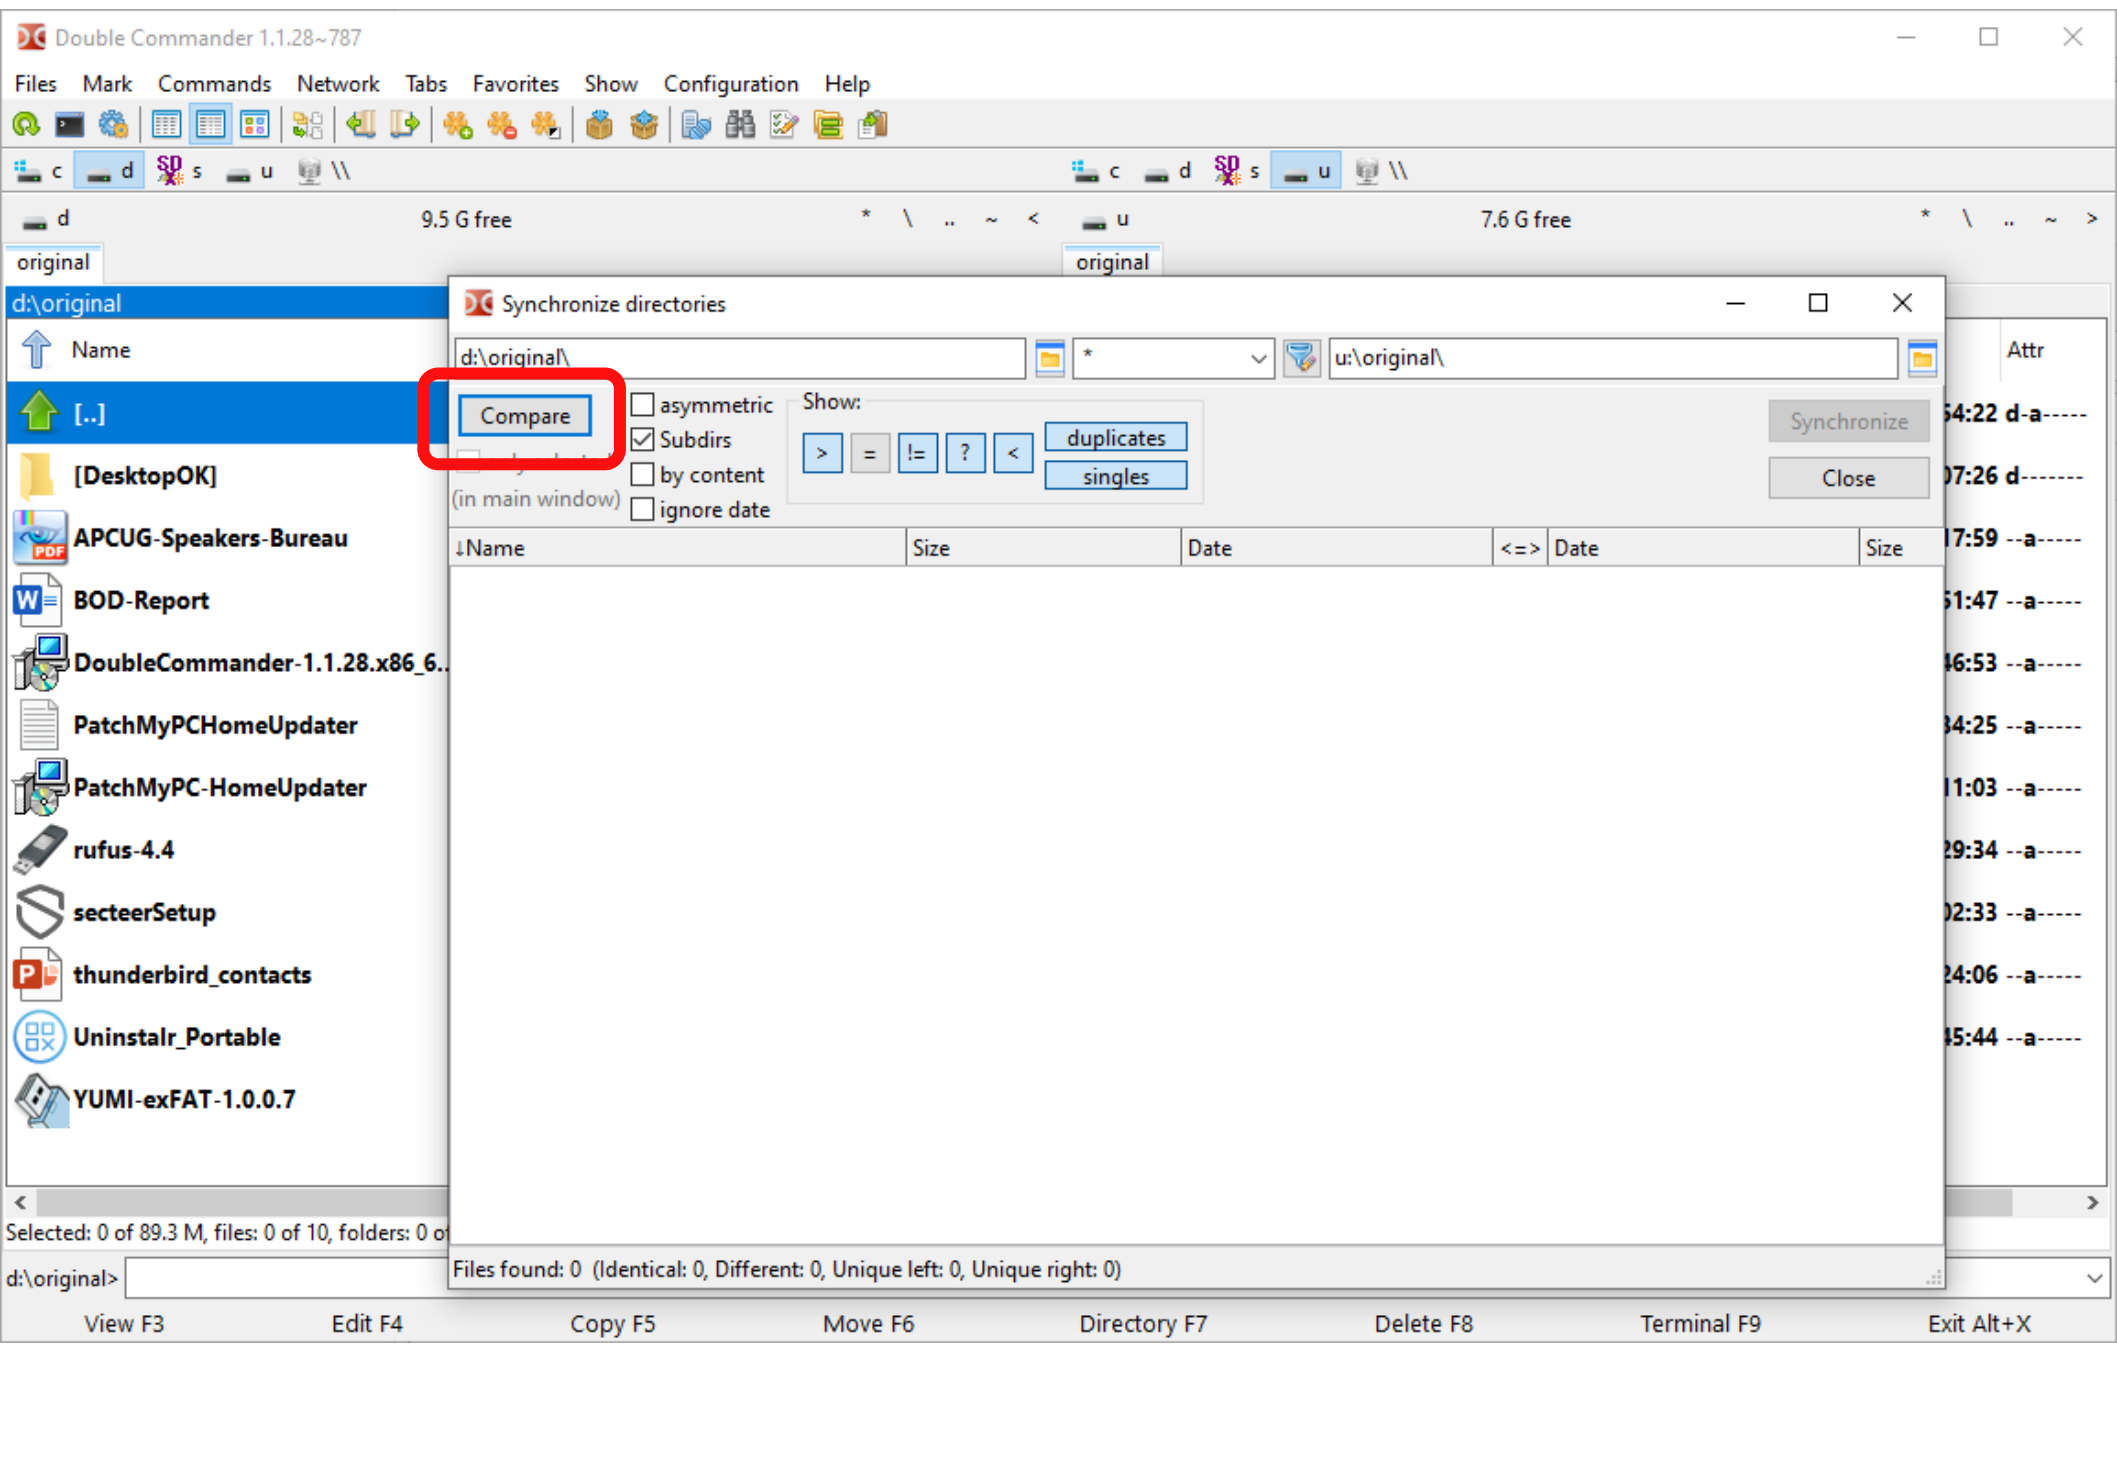 Double Commander 1.1.28~787
Files Mark Commands Network Tabs Favorites Show Configuration Help
c d s u \\ c d s u \\
d 9.5 G free * \ .. ~ < u 7.6 G free * \ .. ~ >
original original
d:\original
Synchronize directories
Name Attr
d:\original\ * u:\original\
Compare asymmetric Show: Synchronize
Subdirs > = != ? < duplicates
by content singles Close
(in main window) ignore date
↓Name Size Date <=> Date Size
[..] 54:22 d-a-----
[DesktopOK] 07:26 d-------
APCUG-Speakers-Bureau 17:59 --a-----
BOD-Report 51:47 --a-----
DoubleCommander-1.1.28.x86_6.. 46:53 --a-----
PatchMyPCHomeUpdater 34:25 --a-----
PatchMyPC-HomeUpdater 11:03 --a-----
rufus-4.4 29:34 --a-----
secteerSetup 02:33 --a-----
thunderbird_contacts 24:06 --a-----
Uninstalr_Portable 45:44 --a-----
YUMI-exFAT-1.0.0.7
Selected: 0 of 89.3 M, files: 0 of 10, folders: 0 of
Files found: 0 (Identical: 0, Different: 0, Unique left: 0, Unique right: 0)
d:\original>
View F3 Edit F4 Copy F5 Move F6 Directory F7 Delete F8 Terminal F9 Exit Alt+X